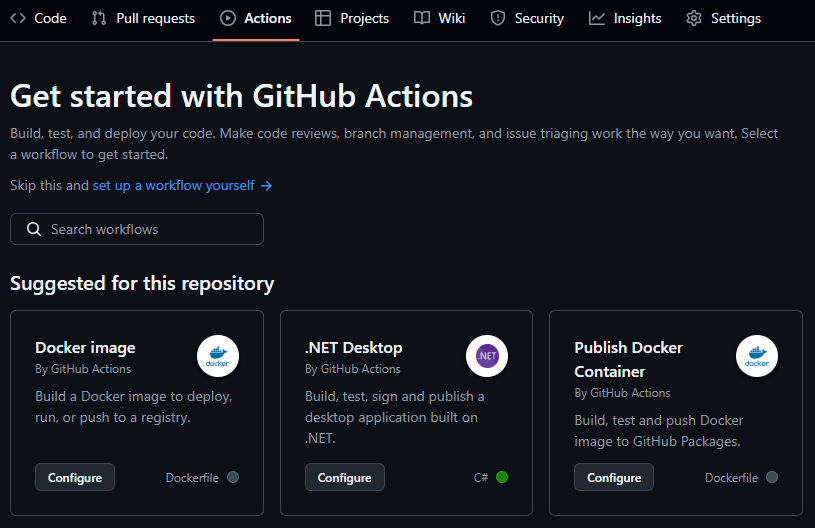 Code Pull requests Actions Projects Wiki Security Insights Settings
Get started with GitHub Actions
Build, test, and deploy your code. Make code reviews, branch management, and issue triaging work the way you want. Select
a workflow to get started.
Skip this and set up a workflow yourself →
Search workflows
Suggested for this repository
Docker image
By GitHub Actions
docker
Build a Docker image to deploy,
run, or push to a registry.
Configure
Dockerfile
.NET Desktop
By GitHub Actions
.NET
Build, test, sign and publish a
desktop application built on
.NET.
Configure
C#
Publish Docker
Container
By GitHub Actions
docker
Build, test and push Docker
image to GitHub Packages.
Configure
Dockerfile